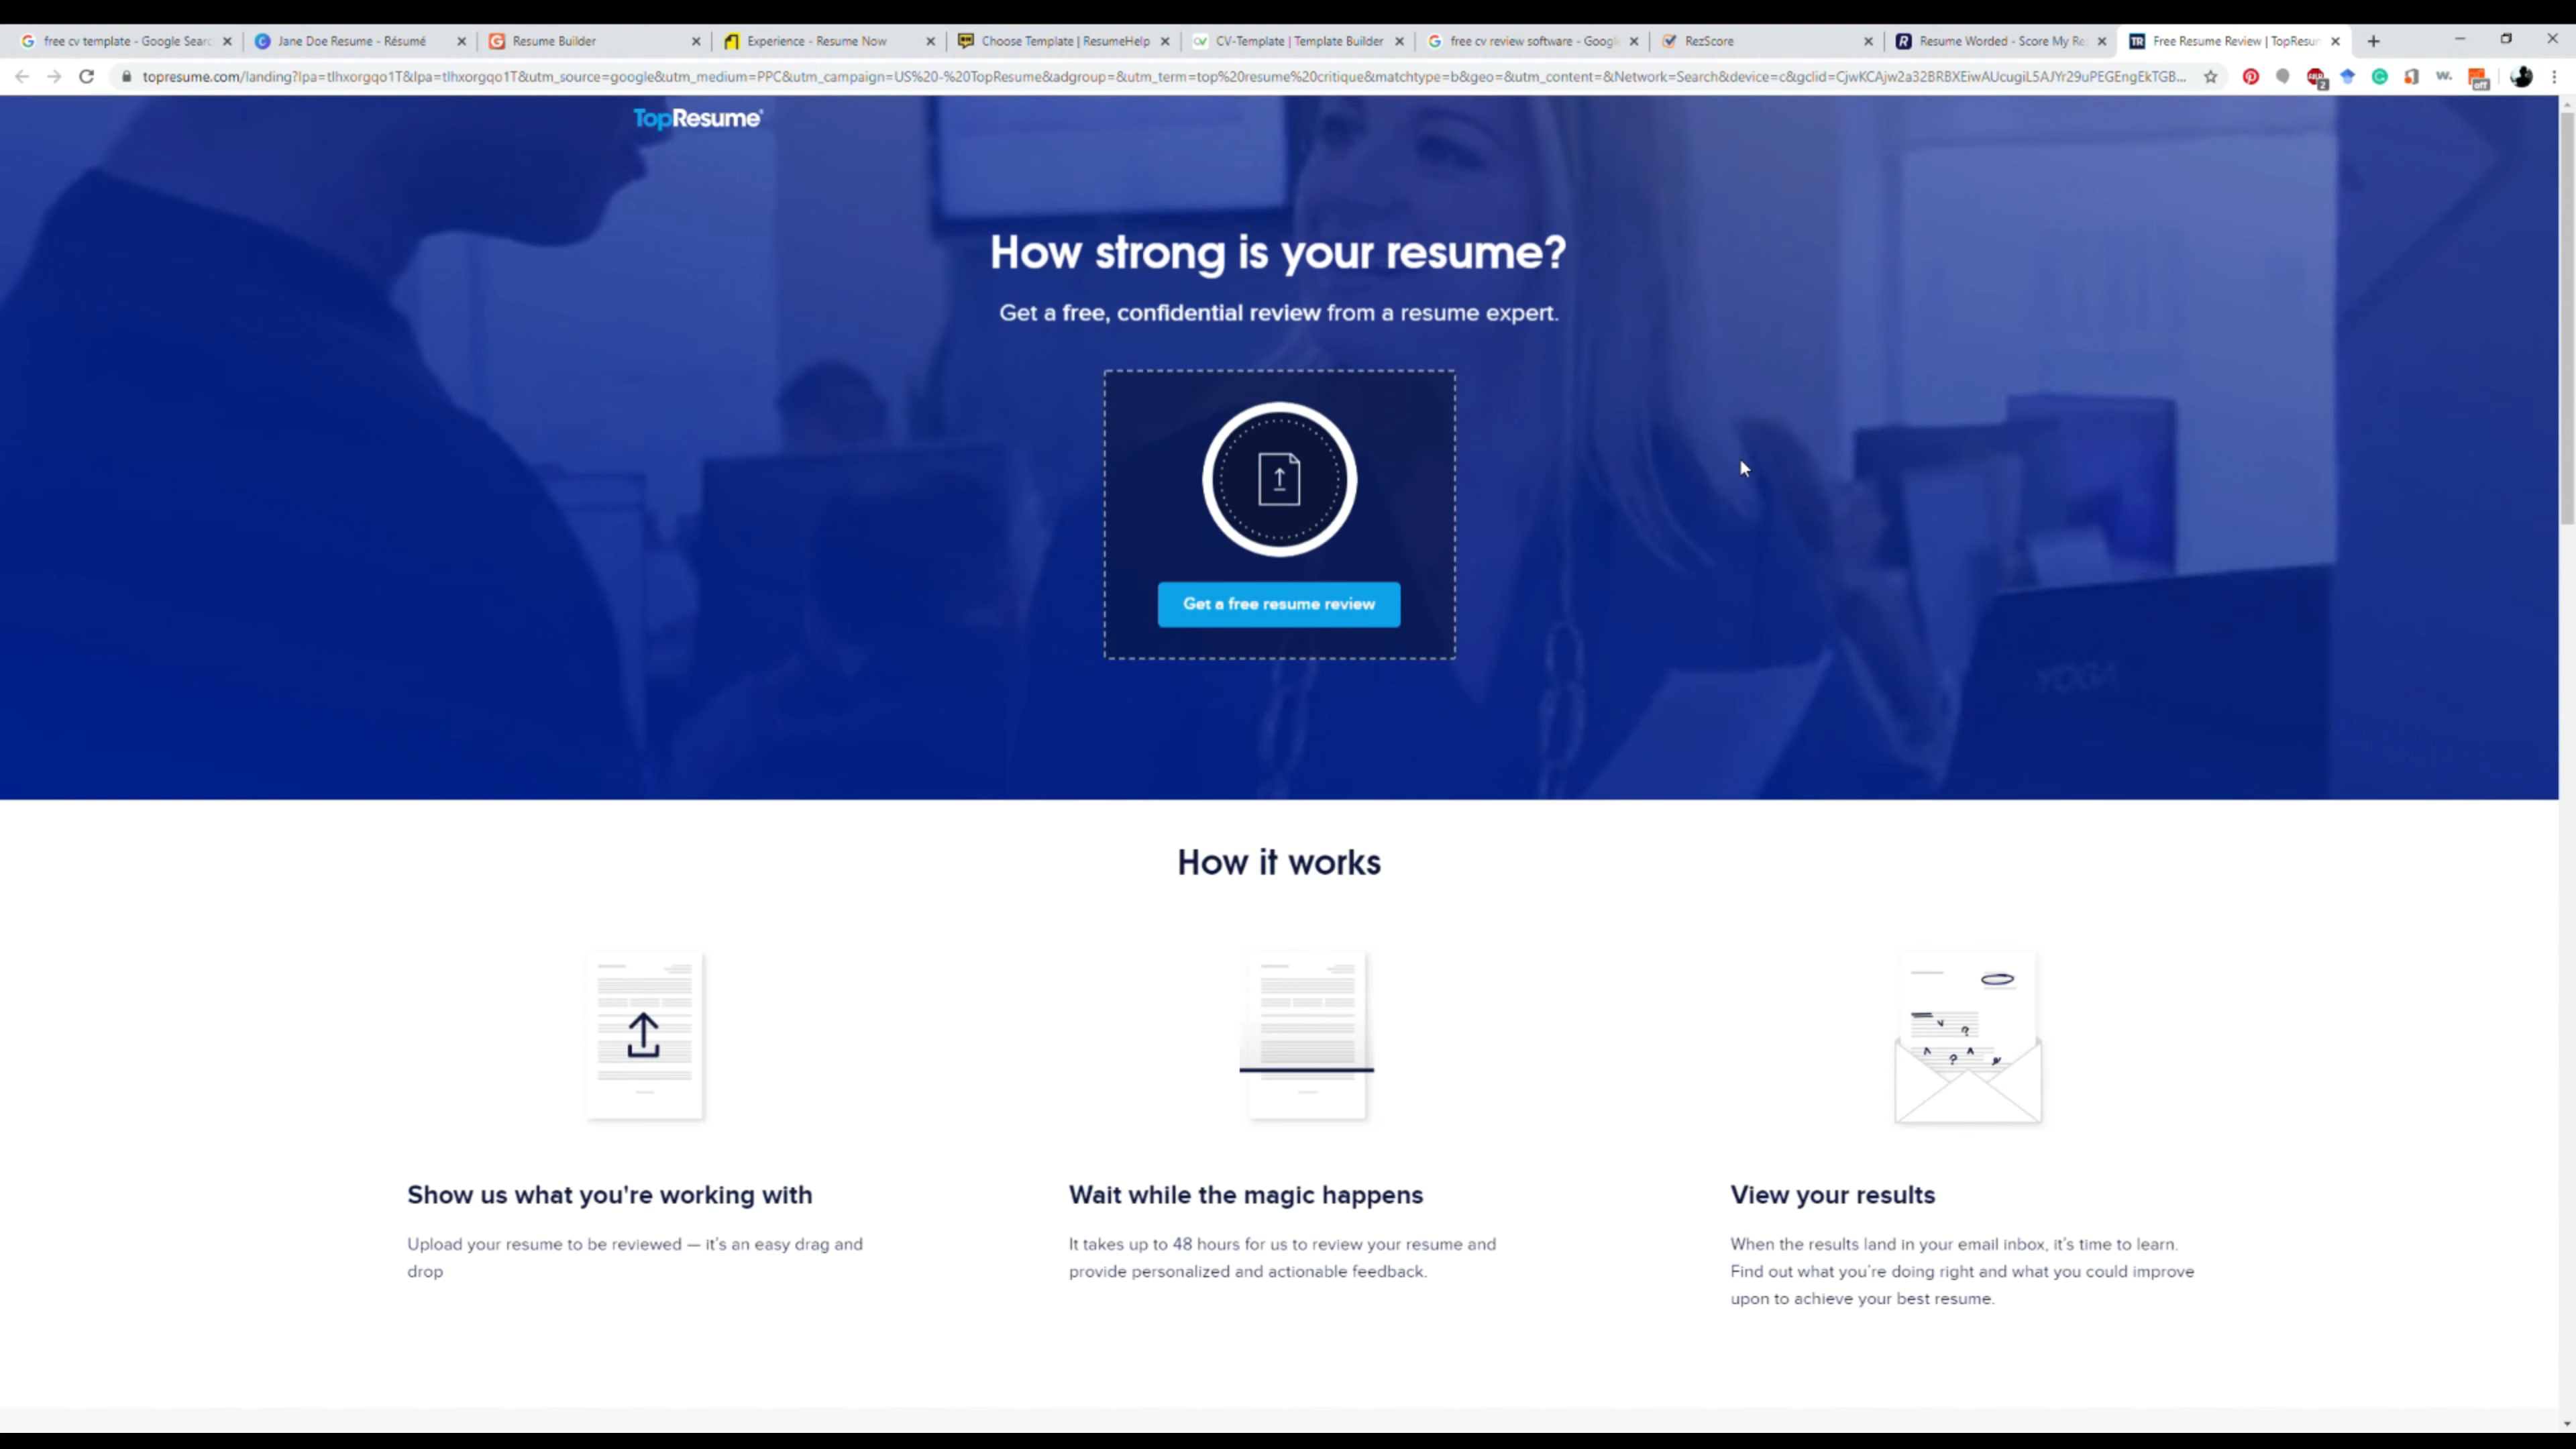 free cv template - Google Searc
Jane Doe Resume - Résumé
Resume Builder
Experience - Resume Now
Choose Template | ResumeHelp
CV-Template | Template Builder
free cv review software - Googl
RezScore
Resume Worded - Score My Re
Free Resume Review | TopResu
topresume.com/landing?lpa=tlhxorgqo1T&lpa=tlhxorgqo1T&utm_source=google&utm_medium=PPC&utm_campaign=US%20-%20TopResume&adgroup=&utm_term=top%20resume%20critique&matchtype=b&geo=&utm_content=&Network=Search&device=c&gclid=CjwKCAjw2a32BRBXEiwAUcugiL5AJYr29uPEGEngEkTGB...
TopResume
How strong is your resume?
Get a free, confidential review from a resume expert.
Get a free resume review
YOGA
How it works
Show us what you're working with
Upload your resume to be reviewed — it's an easy drag and
drop
Wait while the magic happens
It takes up to 48 hours for us to review your resume and
provide personalized and actionable feedback.
View your results
When the results land in your email inbox, it's time to learn.
Find out what you're doing right and what you could improve
upon to achieve your best resume.